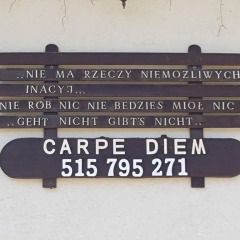 „NIE MA RZECZY NIEMOŻLIWYCH
INACYJ...
NIE RÓB NIC NIE BEDZIES MIOŁ NIC
„GEHT NICHT GIBT'S NICHT„
CARPE DIEM
515 795 271